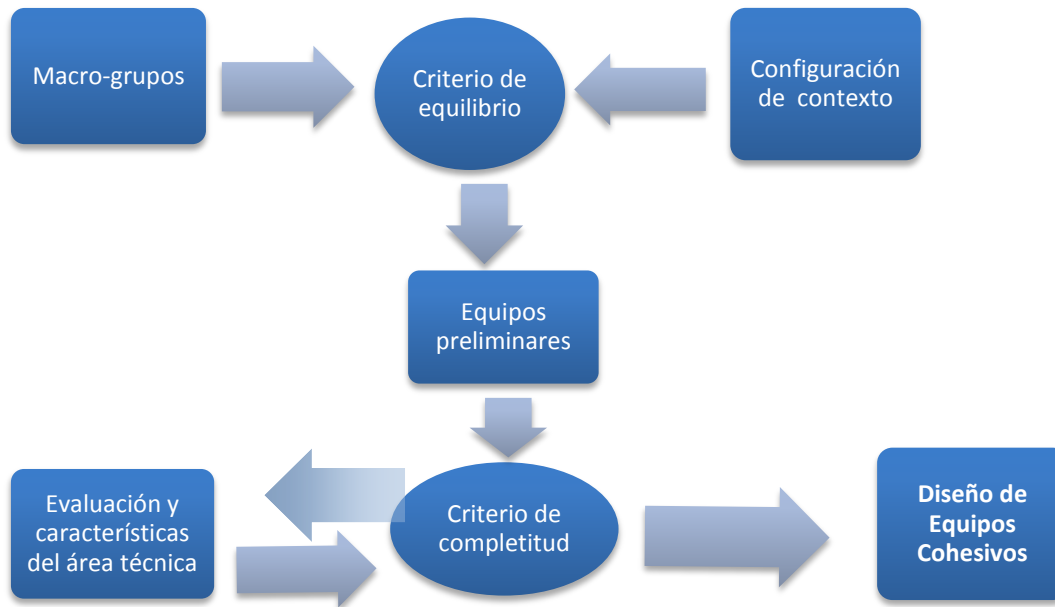 Macro-grupos
Criterio de
equilibrio
Configuración
de contexto
Equipos
preliminares
Evaluación y
características
del área técnica
Criterio de
completitud
Diseño de
Equipos
Cohesivos